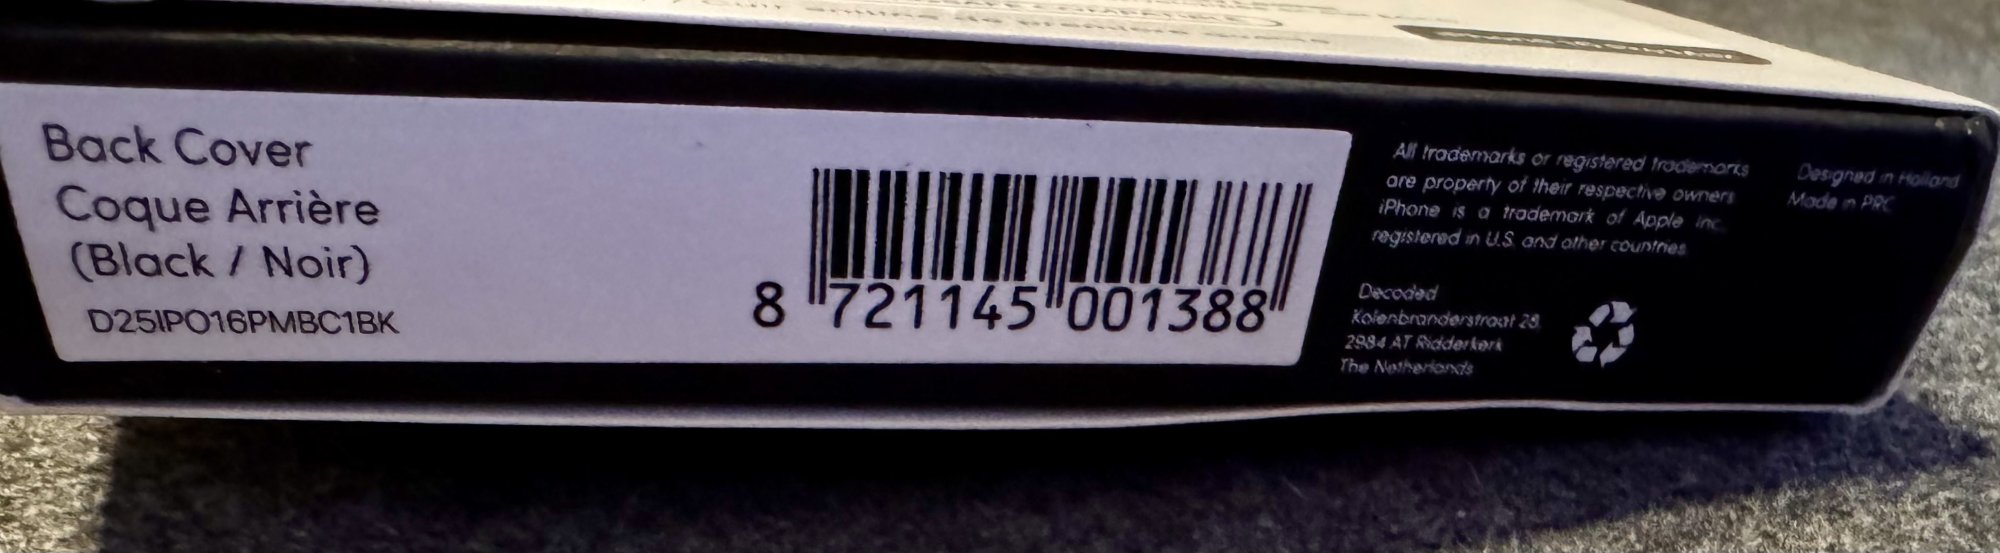 Back Cover
Coque Arrière
(Black / Noir)
D25IPO16PMBC1BK
8 721145 001388
All trademarks or registered trademarks
are property of their respective owners.
iPhone is a trademark of Apple Inc.,
registered in U.S. and other countries.
Decoded
Kolenbranderstraat 28
2984 AT Ridderkerk
The Netherlands
Designed in Holland
Made in PRC